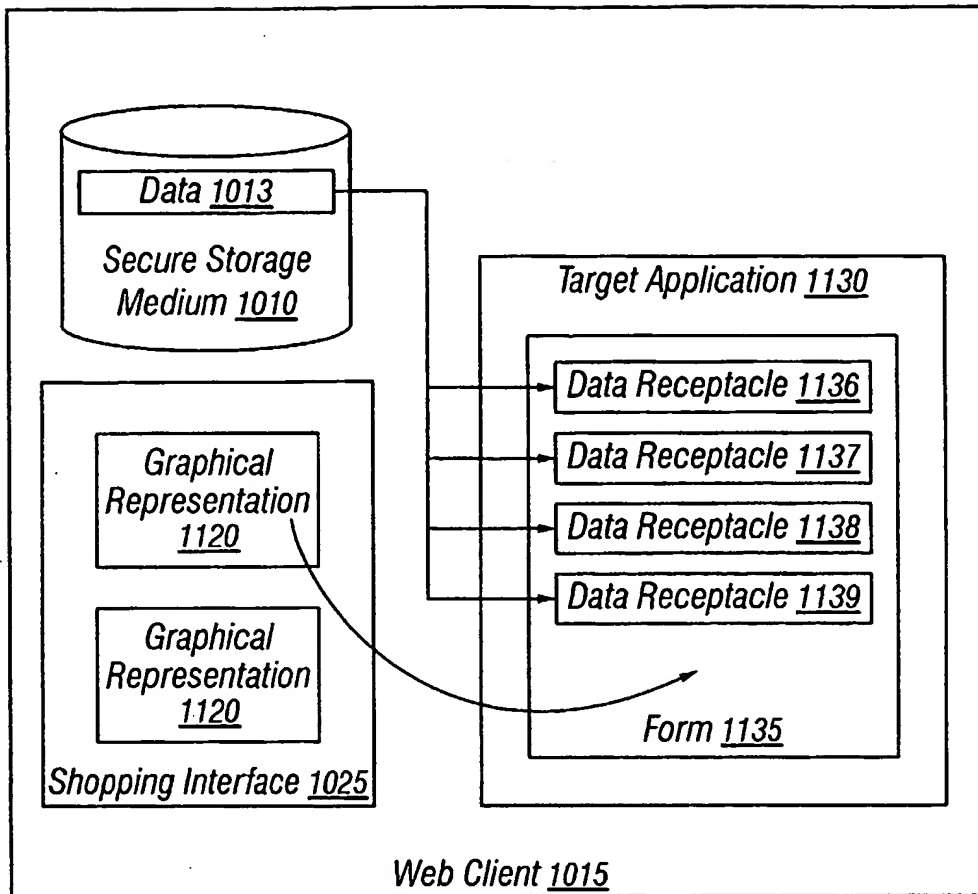 Data 1013
Secure Storage
Medium 1010
Target Application 1130
Data Receptacle 1136
Data Receptacle 1137
Data Receptacle 1138
Data Receptacle 1139
Form 1135
Graphical
Representation
1120
Graphical
Representation
1120
Shopping Interface 1025
Web Client 1015